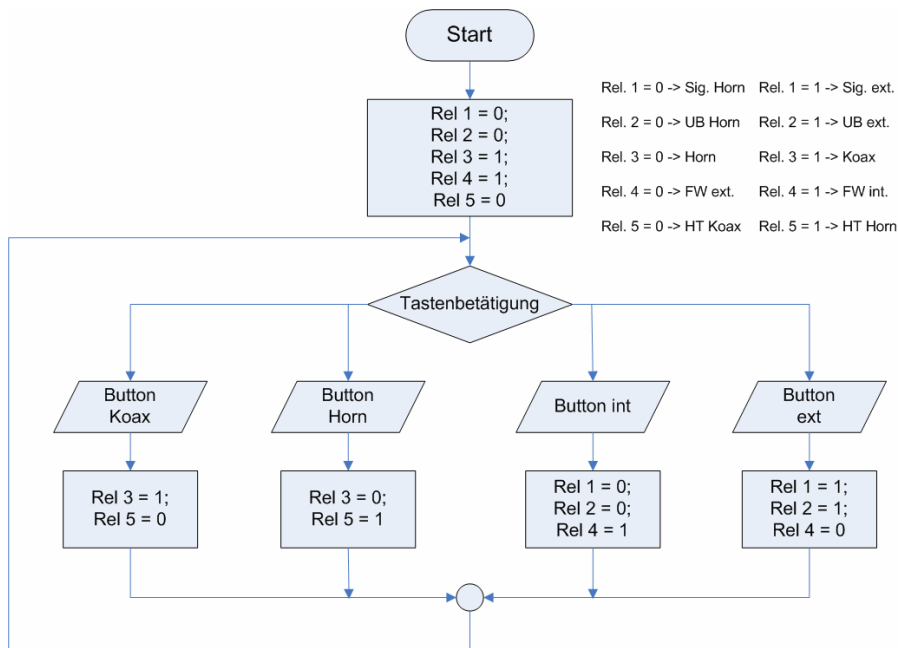 Start
Rel 1 = 0;
Rel 2 = 0;
Rel 3 = 1;
Rel 4 = 1;
Rel 5 = 0
Rel. 1 = 0 -> Sig. Horn Rel. 1 = 1 -> Sig. ext.
Rel. 2 = 0 -> UB Horn Rel. 2 = 1 -> UB ext.
Rel. 3 = 0 -> Horn Rel. 3 = 1 -> Koax
Rel. 4 = 0 -> FW ext. Rel. 4 = 1 -> FW int.
Rel. 5 = 0 -> HT Koax Rel. 5 = 1 -> HT Horn
Tastenbetätigung
Button
Koax
Button
Horn
Button int
Button
ext
Rel 3 = 1;
Rel 5 = 0
Rel 3 = 0;
Rel 5 = 1
Rel 1 = 0;
Rel 2 = 0;
Rel 4 = 1
Rel 1 = 1;
Rel 2 = 1;
Rel 4 = 0